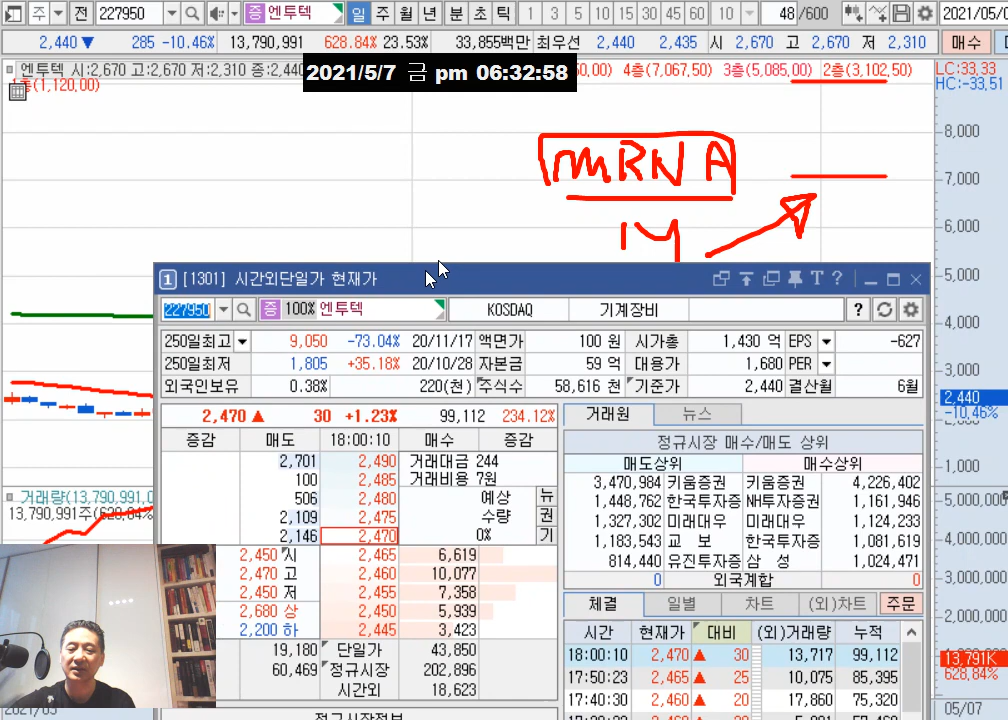 주 전 227950 증 엔투텍 일 주 월 년 분 초 틱 1 3 5 10 15 30 45 60 10 48 /600 2021/05/0
2,440 ▼ 285 -10.46% 13,790,991 628.84% 23.53% 33,855백만 최우선 2,440 2,435 시 2,670 고 2,670 저 2,310 매수
엔투텍 시:2,670 고:2,670 저:2,310 종:2,440 4층(7,067,50) 3층(5,085,00) 2층(3,102,50) LC:33,33
층(1,120,00) HC:-33,51
2021/5/7 금 pm 06:32:58
8,000
mRNA
7,000
1Y
6,000
5,000
4,000
3,000
2,440
-10.46%
1,000
1 [1301] 시간외단일가 현재가
227950 증 100% 엔투텍 KOSDAQ 기계장비
250일최고 9,050 -73.04% 20/11/17 액면가 100 원 시가총 1,430 억 EPS -627
250일최저 1,805 +35.18% 20/10/28 자본금 59 억 대용가 1,680 PER
외국인보유 0.38% 220(천) 주식수 58,616 천 기준가 2,440 결산월 6월
2,470 ▲ 30 +1.23% 99,112 234.12%
증감 매도 18:00:10 매수 증감
2,701 2,490 거래대금 244
100 2,485 거래비용 7원
506 2,480 예상 뉴
2,109 2,475 수량 권
2,146 2,470 0% 기
2,450 시 2,465 6,619
2,470 고 2,460 10,077
2,450 저 2,455 7,358
2,680 상 2,450 5,939
2,200 하 2,445 3,423
19,180 단일가 43,850
60,469 정규시장 202,896
시간외 18,623
정규시장정보
거래원 뉴스
정규시장 매수/매도 상위
매도상위 매수상위
3,470,984 키움증권 키움증권 4,226,402
1,448,762 한국투자증 NH투자증권 1,161,946
1,327,302 미래대우 미래대우 1,124,233
1,183,543 교 보 한국투자증 1,081,619
814,440 유진투자증 삼 성 1,024,471
0 외국계합 0
체결 일별 차트 (외)차트 주문
시간 현재가 대비 (외)거래량 누적
18:00:10 2,470 ▲ 30 13,717 99,112
17:50:23 2,465 ▲ 25 10,075 85,395
17:40:30 2,460 ▲ 20 17,860 75,320
거래량(13,790,991,0
13,790,991주(628,84%
5,000,000
4,000,000
3,000,000
2,000,000
13,791K
628,84%
2021/03
05/07